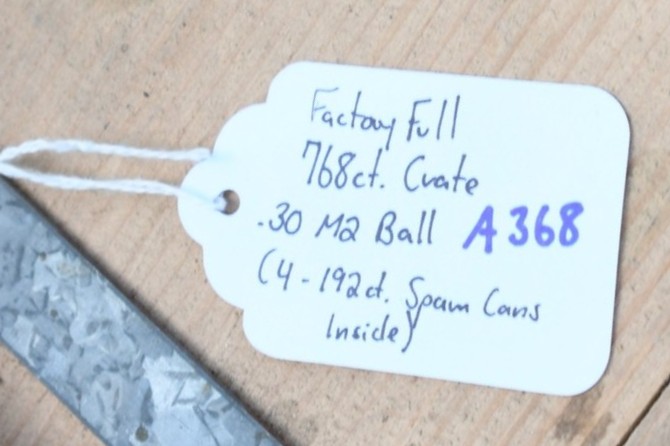 Factory Full
768ct. Crate
.30 M2 Ball A368
(4-192ct. Spam Cans
Inside)